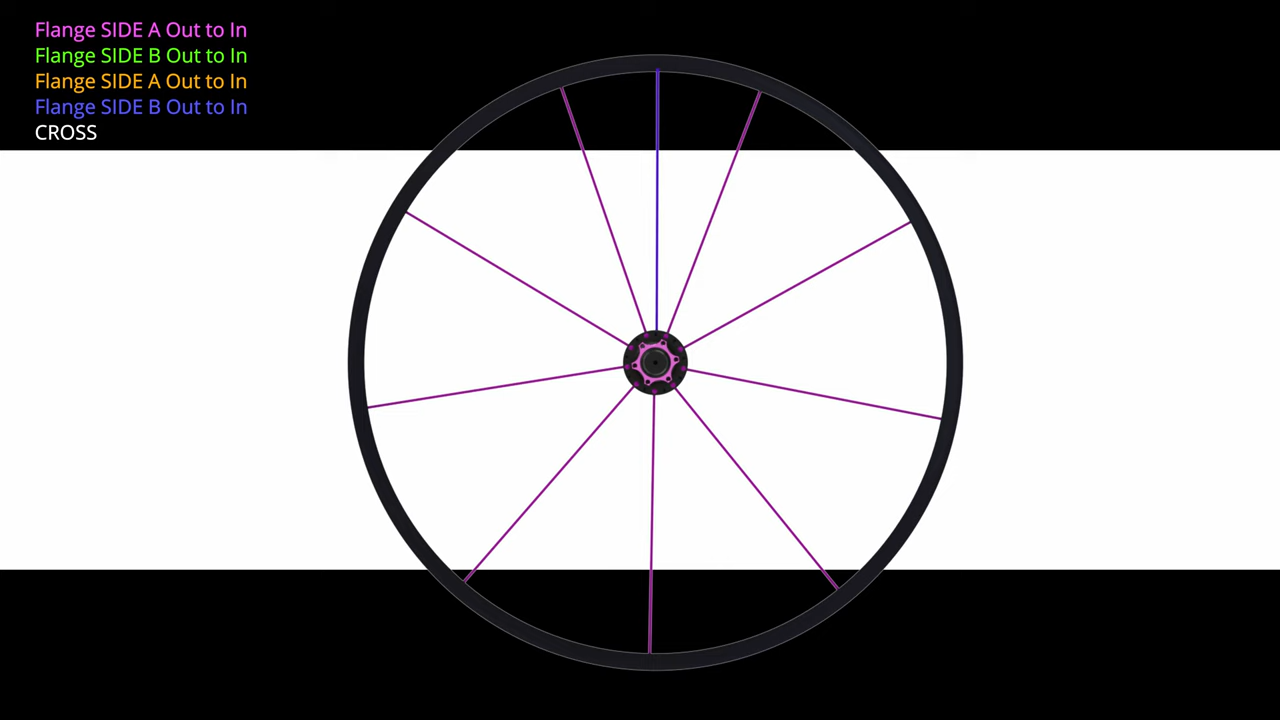 Flange SIDE A Out to In
Flange SIDE B Out to In
Flange SIDE A Out to In
Flange SIDE B Out to In
CROSS